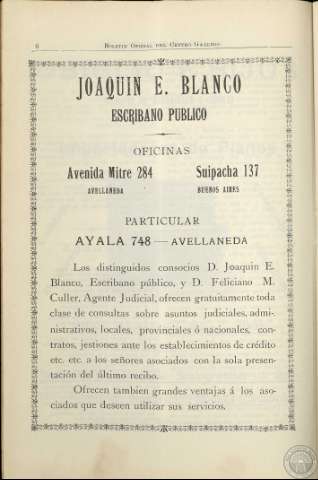 6 Boletin Oficial del Centro Gallego
JOAQUIN E. BLANCO
ESCRIBANO PUBLICO
OFICINAS
Avenida Mitre 284 Suipacha 137
AVELLANEDA BUENOS AIRES
PARTICULAR
AYALA 748 — AVELLANEDA
Los distinguidos consocios D. Joaquin E.
Blanco, Escribano público, y D. Feliciano M.
Culler, Agente Judicial, ofrecen gratuitamente toda
clase de consultas sobre asuntos judiciales, admi-
nistrativos, locales, provinciales ó nacionales, con-
tratos, jestiones ante los establecimientos de crédito
etc. etc. a los señores asociados con la sola presen-
tación del último recibo.
Ofrecen tambien grandes ventajas á los aso-
ciados que deseen utilizar sus servicios.